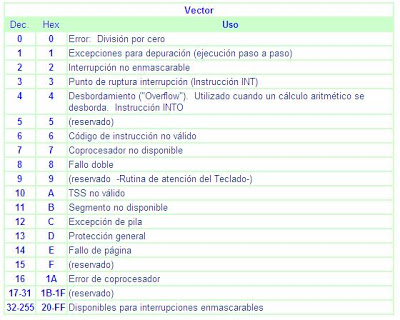 Vector
Dec. Hex Uso
0 0 Error: División por cero
1 1 Excepciones para depuración (ejecución paso a paso)
2 2 Interrupción no enmascarable
3 3 Punto de ruptura interrupción (Instrucción INT)
4 4 Desbordamiento ("Overflow"). Utilizado cuando un cálculo aritmético se
desborda. Instrucción INTO
5 5 (reservado)
6 6 Código de instrucción no válido
7 7 Coprocesador no disponible
8 8 Fallo doble
9 9 (reservado -Rutina de atención del Teclado-)
10 A TSS no válido
11 B Segmento no disponible
12 C Excepción de pila
13 D Protección general
14 E Fallo de página
15 F (reservado)
16 1A Error de coprocesador
17-31 1B-1F (reservado)
32-255 20-FF Disponibles para interrupciones enmascarables